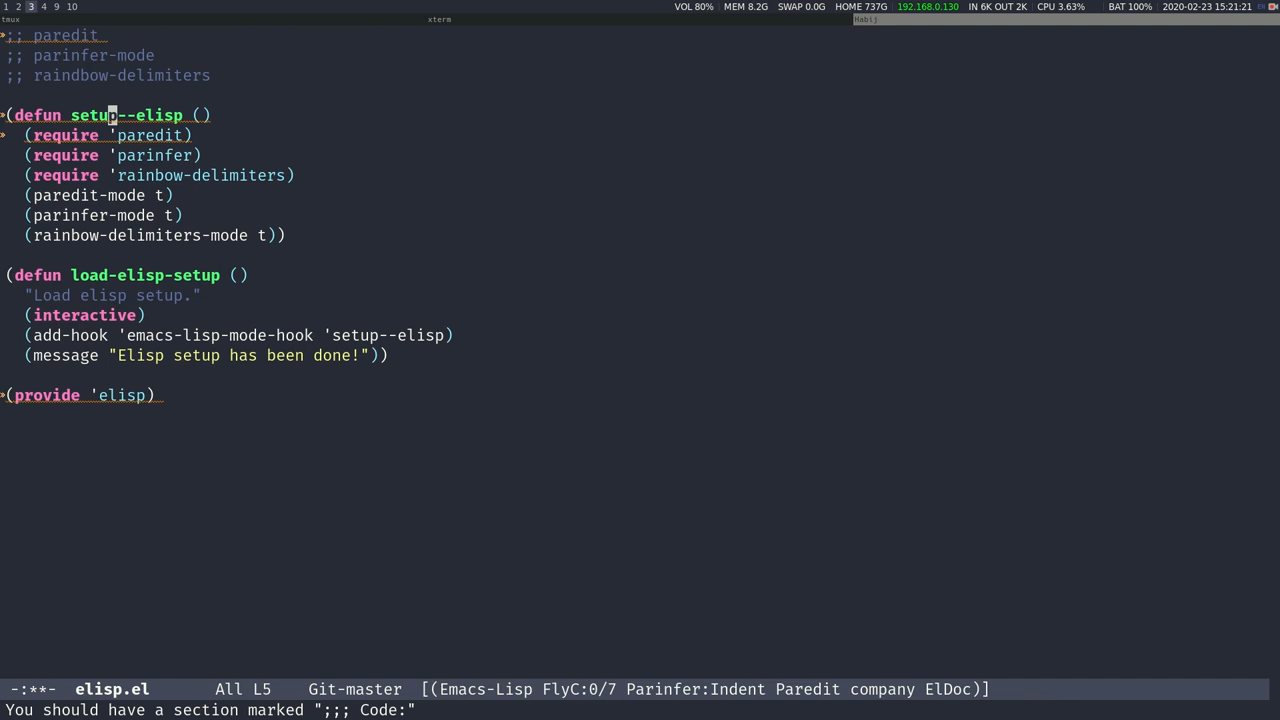 1 2 3 4 9 10 VOL 80% MEM 8.2G SWAP 0.0G HOME 737G 192.168.0.130 IN 6K OUT 2K CPU 3.63% BAT 100% 2020-02-23 15:21:21 EN
tmux xterm Habij
;; paredit
;; parinfer-mode
;; raindbow-delimiters
(defun setup--elisp ()
  (require 'paredit)
  (require 'parinfer)
  (require 'rainbow-delimiters)
  (paredit-mode t)
  (parinfer-mode t)
  (rainbow-delimiters-mode t))
(defun load-elisp-setup ()
  "Load elisp setup."
  (interactive)
  (add-hook 'emacs-lisp-mode-hook 'setup--elisp)
  (message "Elisp setup has been done!"))
(provide 'elisp)
-:**-  elisp.el       All L5    Git-master  [(Emacs-Lisp FlyC:0/7 Parinfer:Indent Paredit company ElDoc)]
You should have a section marked ";;; Code:"